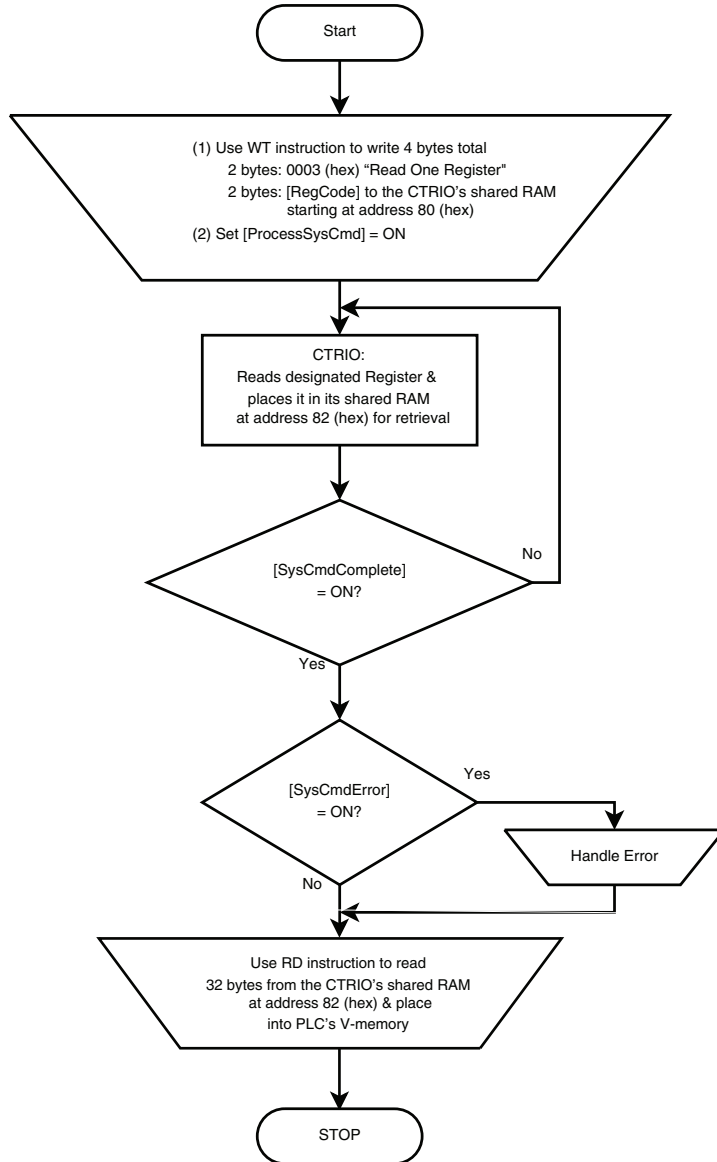 Start
(1) Use WT instruction to write 4 bytes total
2 bytes: 0003 (hex) “Read One Register"
2 bytes: [RegCode] to the CTRIO’s shared RAM
starting at address 80 (hex)
(2) Set [ProcessSysCmd] = ON
CTRIO:
Reads designated Register &
places it in its shared RAM
at address 82 (hex) for retrieval
No
[SysCmdComplete]
= ON?
Yes
Yes
[SysCmdError]
= ON?
Handle Error
No
Use RD instruction to read
32 bytes from the CTRIO’s shared RAM
at address 82 (hex) & place
into PLC’s V-memory
STOP